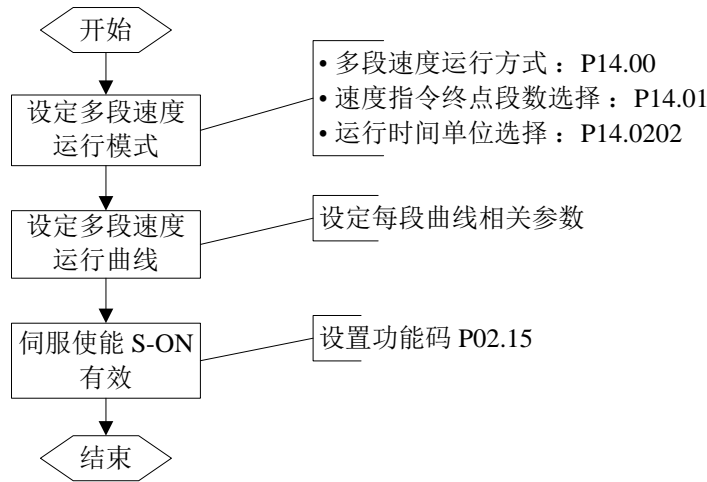 开始
设定多段速度
运行模式
• 多段速度运行方式 ：P14.00
• 速度指令终点段数选择 ：P14.01
• 运行时间单位选择 ：P14.0202
设定多段速度
运行曲线
设定每段曲线相关参数
伺服使能 S-ON
有效
设置功能码 P02.15
结束